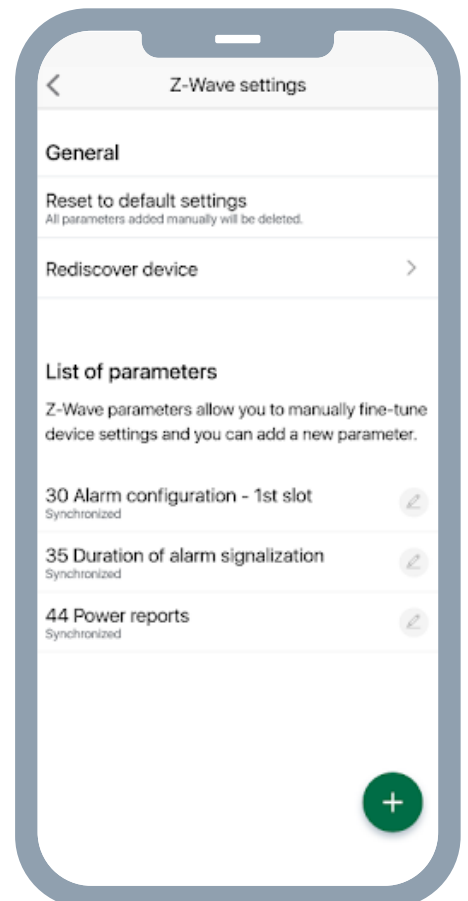 Z-Wave settings
General
Reset to default settings
All parameters added manually will be deleted.
Rediscover device
List of parameters
Z-Wave parameters allow you to manually fine-tune
device settings and you can add a new parameter.
30 Alarm configuration - 1st slot
Synchronized
35 Duration of alarm signalization
Synchronized
44 Power reports
Synchronized